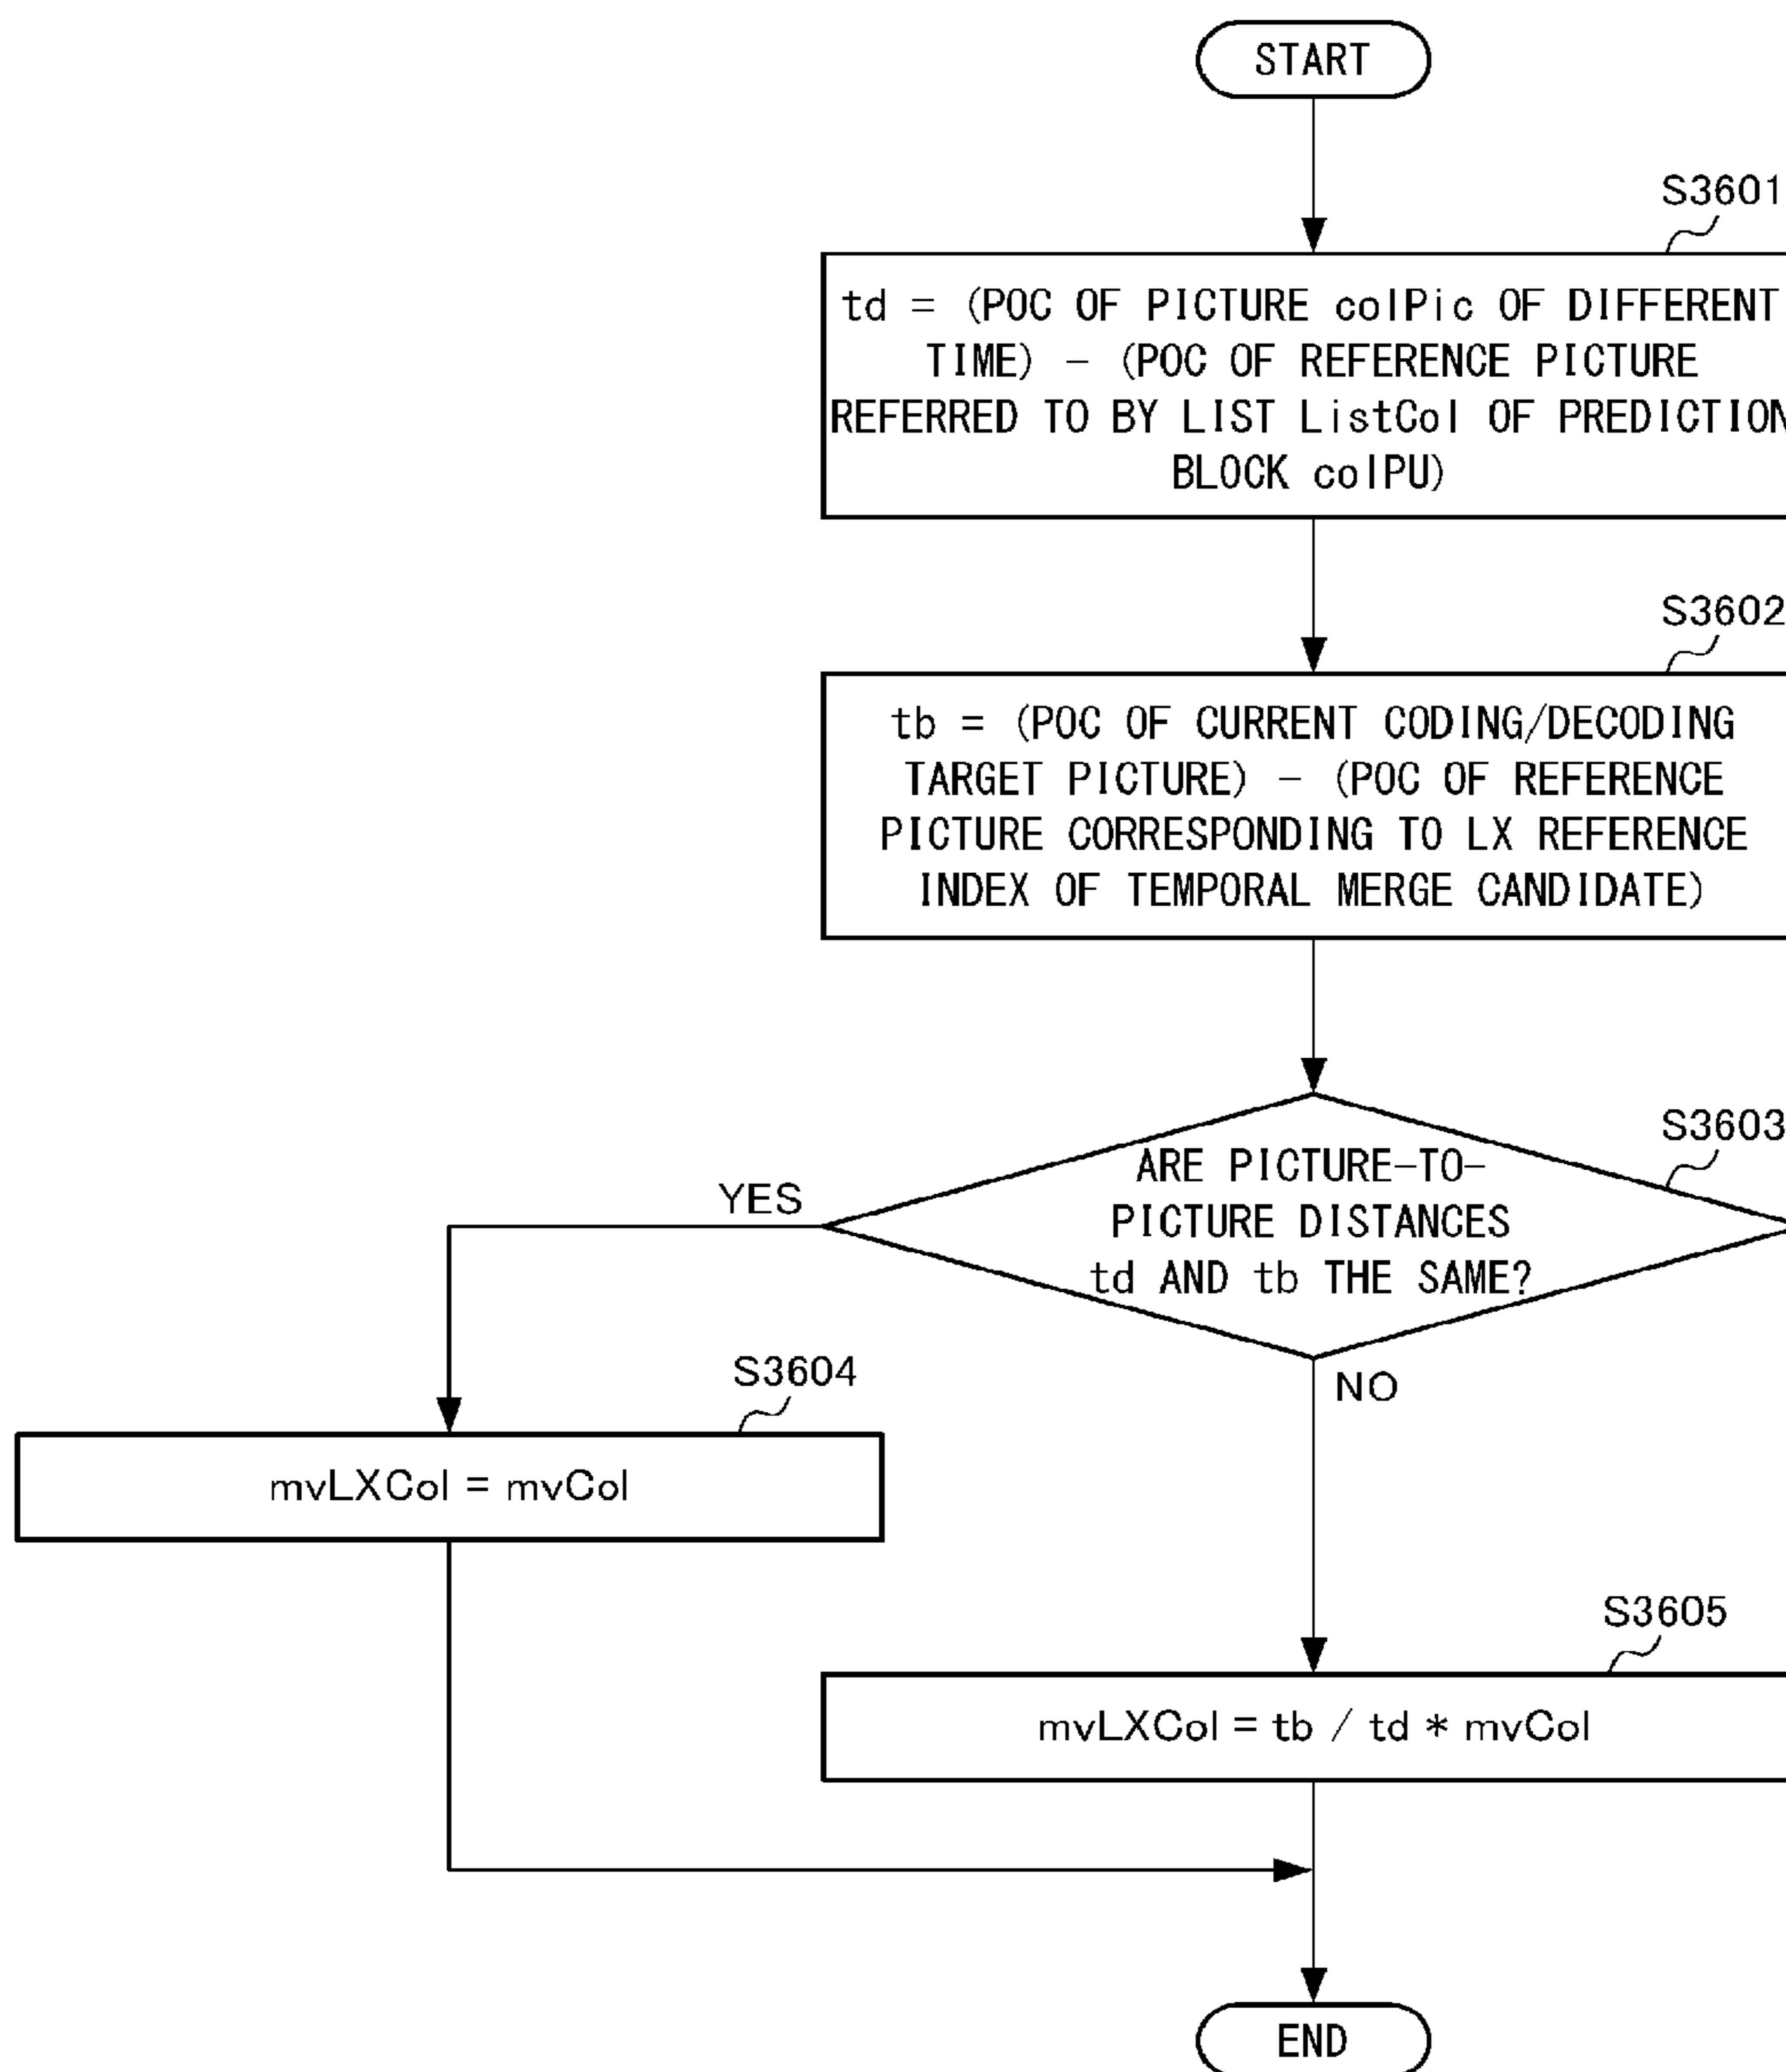 START
S3601
td = (POC OF PICTURE colPic OF DIFFERENT
TIME) - (POC OF REFERENCE PICTURE
REFERRED TO BY LIST ListCol OF PREDICTION
BLOCK colPU)
S3602
tb = (POC OF CURRENT CODING/DECODING
TARGET PICTURE) - (POC OF REFERENCE
PICTURE CORRESPONDING TO LX REFERENCE
INDEX OF TEMPORAL MERGE CANDIDATE)
S3603
ARE PICTURE-TO-
PICTURE DISTANCES
td AND tb THE SAME?
YES
NO
S3604
mvLXCol = mvCol
S3605
mvLXCol = tb / td * mvCol
END